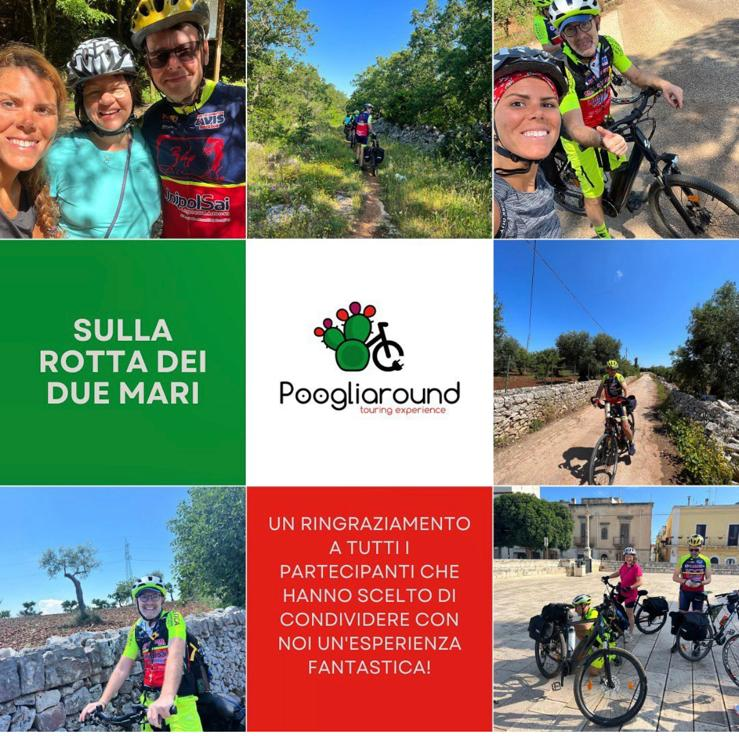 AVIS
UnipolSai
SULLA
ROTTA DEI
DUE MARI
Poogliaround
touring experience
UN RINGRAZIAMENTO
A TUTTI I
PARTECIPANTI CHE
HANNO SCELTO DI
CONDIVIDERE CON
NOI UN'ESPERIENZA
FANTASTICA!